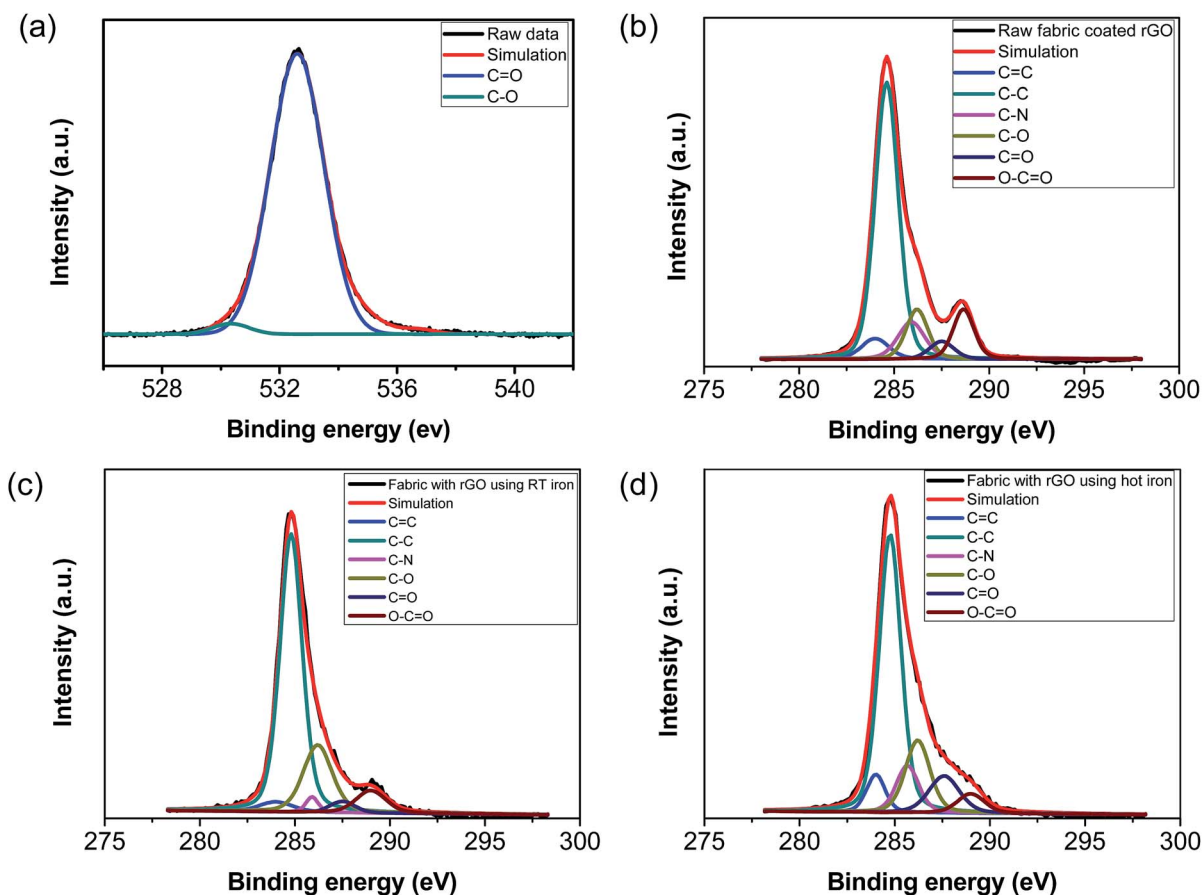 (a)
Raw data
Simulation
C=O
C-O
Intensity (a.u.)
528
532
536
540
Binding energy (ev)
(b)
Raw fabric coated rGO
Simulation
C=C
C-C
C-N
C-O
C=O
O-C=O
Intensity (a.u.)
275
280
285
290
295
300
Binding energy (eV)
(c)
Fabric with rGO using RT iron
Simulation
C=C
C-C
C-N
C-O
C=O
O-C=O
Intensity (a.u.)
275
280
285
290
295
300
Binding energy (eV)
(d)
Fabric with rGO using hot iron
Simulation
C=C
C-C
C-N
C-O
C=O
O-C=O
Intensity (a.u.)
275
280
285
290
295
300
Binding energy (eV)